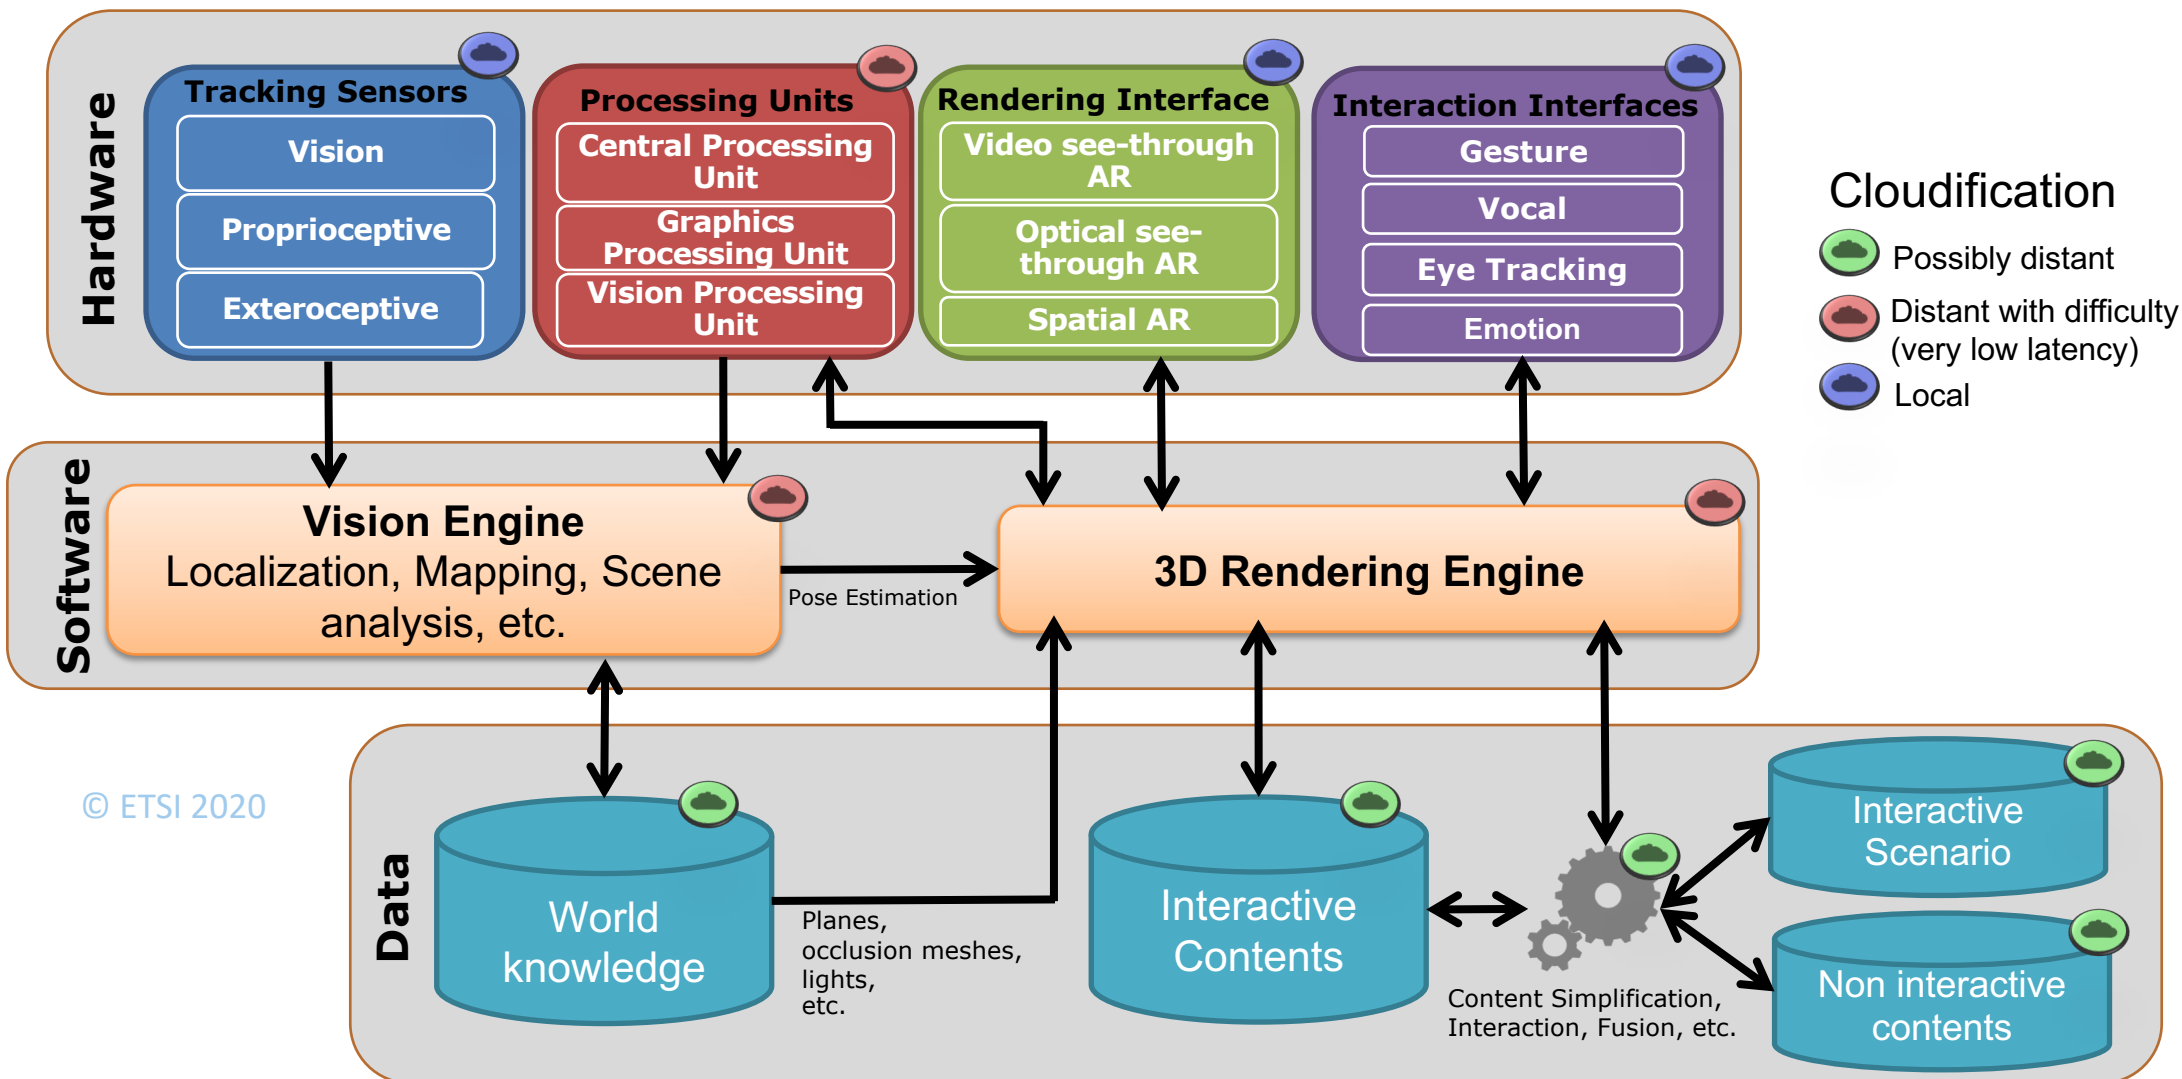 Hardware
Tracking Sensors
Vision
Proprioceptive
Exteroceptive
Processing Units
Central Processing
Unit
Graphics
Processing Unit
Vision Processing
Unit
Rendering Interface
Video see-through
AR
Optical see-
through AR
Spatial AR
Interaction Interfaces
Gesture
Vocal
Eye Tracking
Emotion
Cloudification
Possibly distant
Distant with difficulty
(very low latency)
Local
Software
Vision Engine
Localization, Mapping, Scene
analysis, etc.
Pose Estimation
3D Rendering Engine
© ETSI 2020
Data
World
knowledge
Planes,
occlusion meshes,
lights,
etc.
Interactive
Contents
Content Simplification,
Interaction, Fusion, etc.
Interactive
Scenario
Non interactive
contents